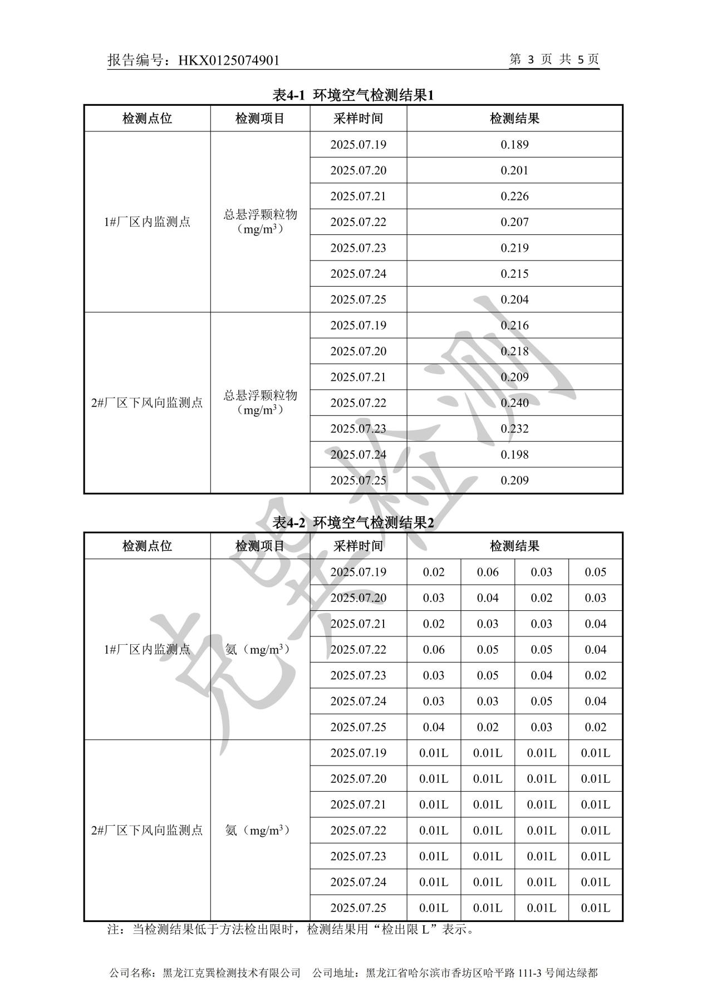 报告编号：HKX0125074901 第 3 页 共 5 页
表4-1 环境空气检测结果1
检测点位 检测项目 采样时间 检测结果
1#厂区内监测点 总悬浮颗粒物（mg/m³） 2025.07.19 0.189
2025.07.20 0.201
2025.07.21 0.226
2025.07.22 0.207
2025.07.23 0.219
2025.07.24 0.215
2025.07.25 0.204
2#厂区下风向监测点 总悬浮颗粒物（mg/m³） 2025.07.19 0.216
2025.07.20 0.218
2025.07.21 0.209
2025.07.22 0.240
2025.07.23 0.232
2025.07.24 0.198
2025.07.25 0.209
表4-2 环境空气检测结果2
检测点位 检测项目 采样时间 检测结果
1#厂区内监测点 氨（mg/m³） 2025.07.19 0.02 0.06 0.03 0.05
2025.07.20 0.03 0.04 0.02 0.03
2025.07.21 0.02 0.03 0.03 0.04
2025.07.22 0.06 0.05 0.05 0.04
2025.07.23 0.03 0.05 0.04 0.02
2025.07.24 0.03 0.03 0.05 0.04
2025.07.25 0.04 0.02 0.03 0.02
2#厂区下风向监测点 氨（mg/m³） 2025.07.19 0.01L 0.01L 0.01L 0.01L
2025.07.20 0.01L 0.01L 0.01L 0.01L
2025.07.21 0.01L 0.01L 0.01L 0.01L
2025.07.22 0.01L 0.01L 0.01L 0.01L
2025.07.23 0.01L 0.01L 0.01L 0.01L
2025.07.24 0.01L 0.01L 0.01L 0.01L
2025.07.25 0.01L 0.01L 0.01L 0.01L
注：当检测结果低于方法检出限时，检测结果用“检出限 L”表示。
公司名称：黑龙江克巽检测技术有限公司 公司地址：黑龙江省哈尔滨市香坊区哈平路 111-3 号闻达绿都
克巽检测